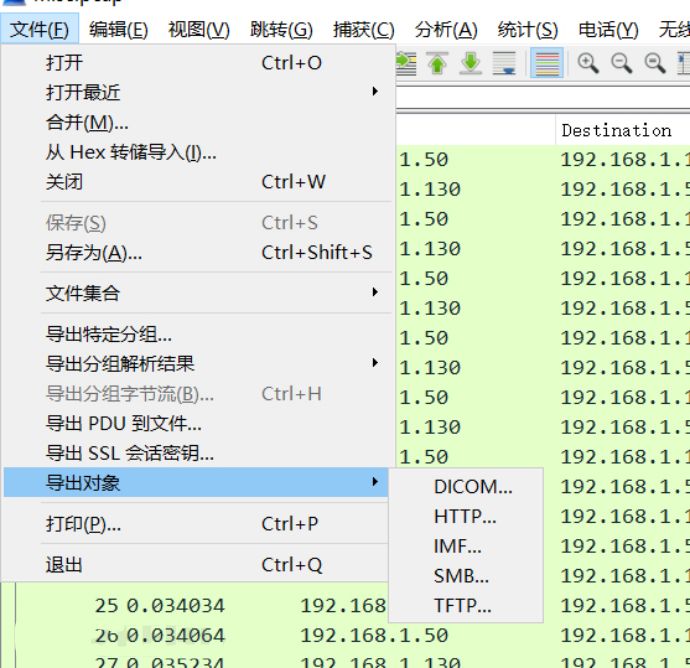 文件(F) 编辑(E) 视图(V) 跳转(G) 捕获(C) 分析(A) 统计(S) 电话(Y) 无线
打开 Ctrl+O
打开最近
合并(M)...
从 Hex 转储导入(I)...
关闭 Ctrl+W
保存(S) Ctrl+S
另存为(A)... Ctrl+Shift+S
文件集合
导出特定分组...
导出分组解析结果
导出分组字节流(B)... Ctrl+H
导出 PDU 到文件...
导出 SSL 会话密钥...
导出对象
打印(P)... Ctrl+P
退出 Ctrl+Q
DICOM...
HTTP...
IMF...
SMB...
TFTP...
Destination
1.50 192.168.1.1
1.130 192.168.1.5
1.50 192.168.1.1
1.130 192.168.1.5
1.50 192.168.1.1
1.130 192.168.1.5
1.50 192.168.1.1
1.130 192.168.1.5
1.50 192.168.1.1
1.130 192.168.1.5
1.50 192.168.1.1
192.168.1.5
192.168.1.1
192.168.1.5
192.168.1.1
25 0.034034 192.168 192.168.1.5
26 0.034064 192.168.1.50 192.168.1.1
27 0.035234 192.168.1.130 192.168.1.5